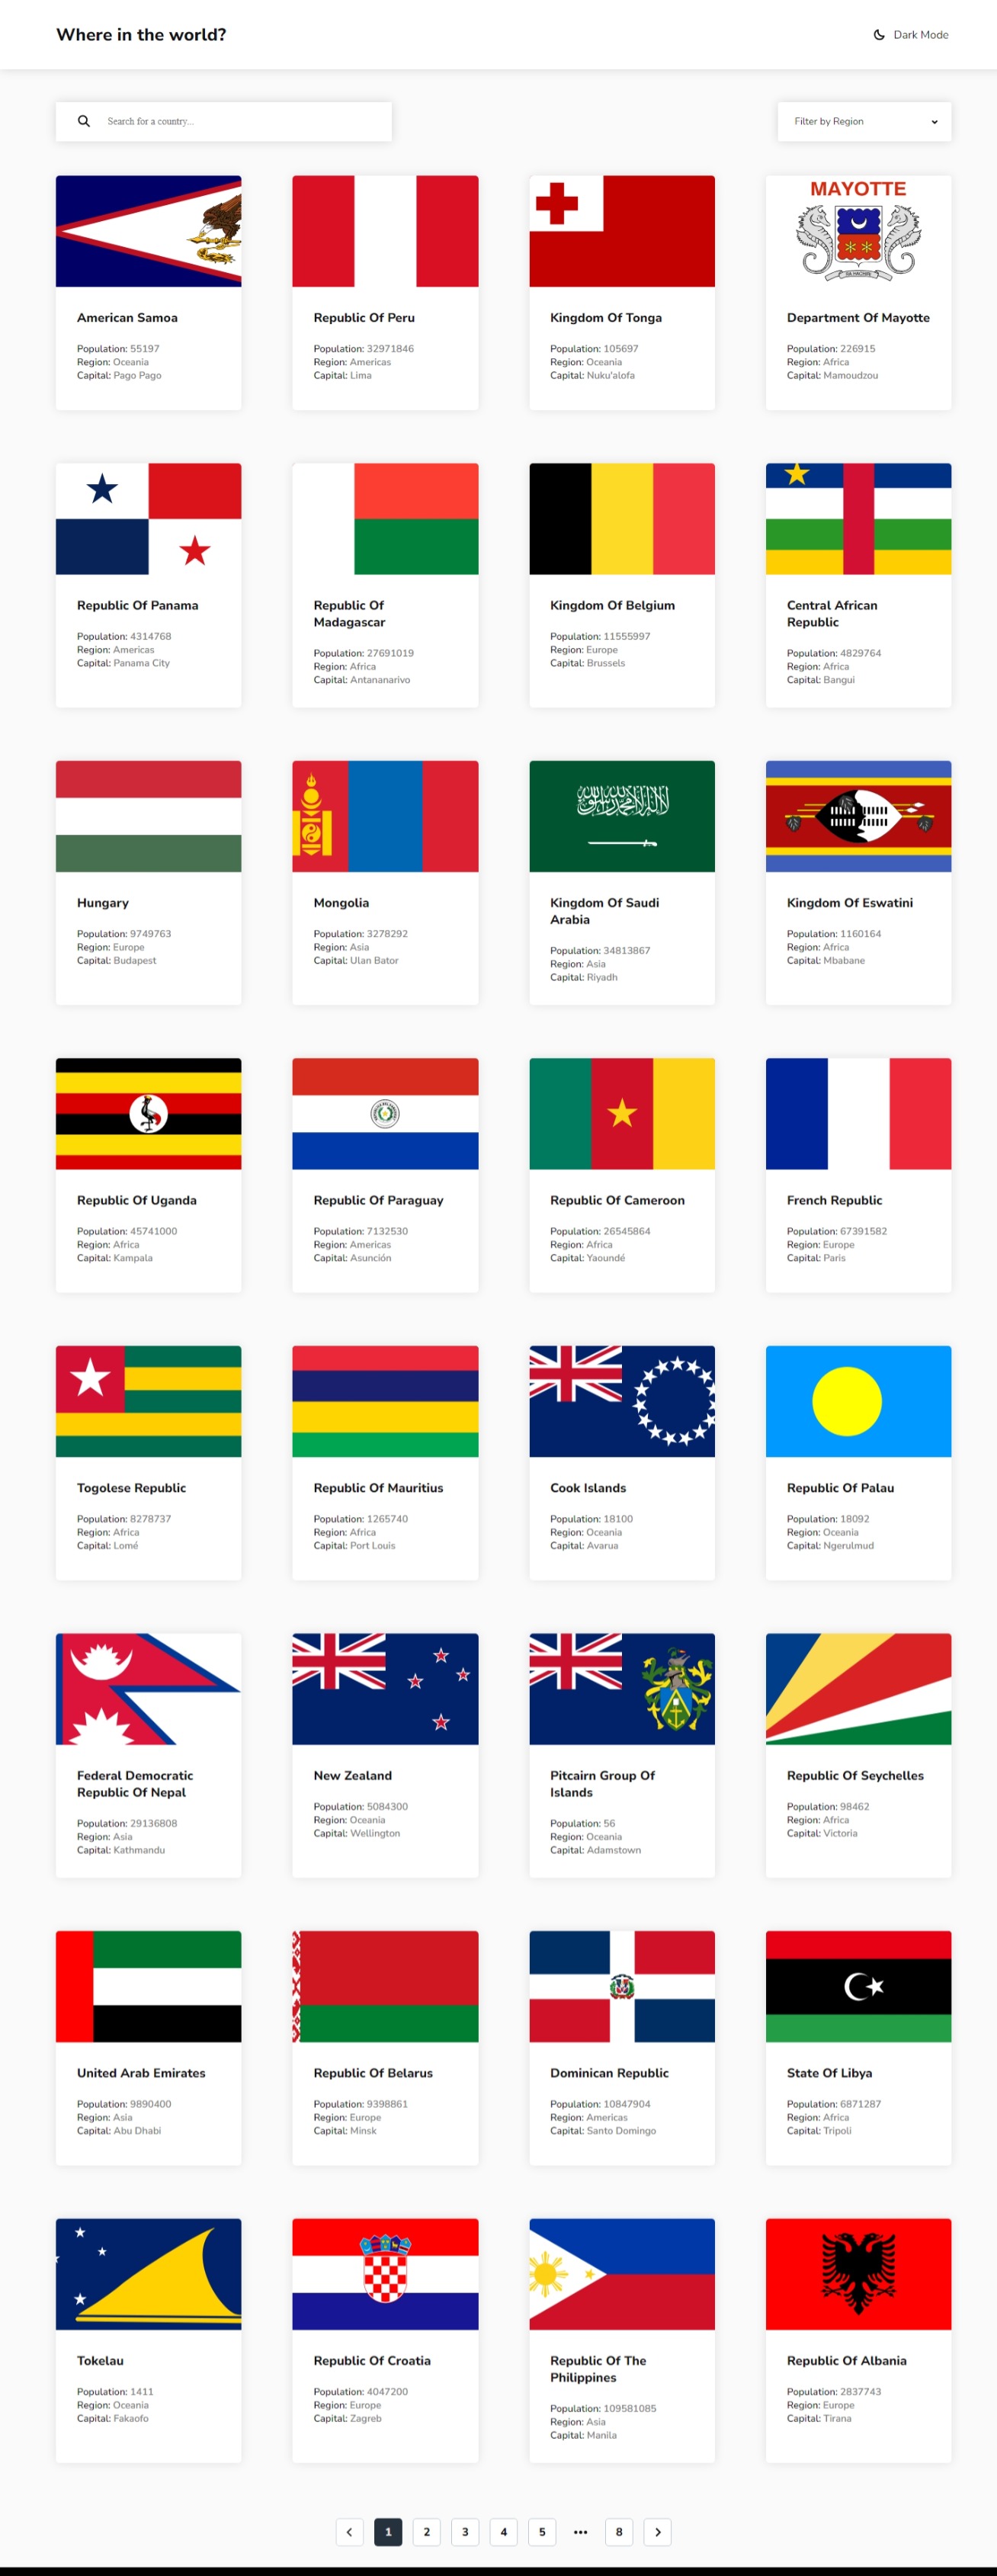 Where in the world?
Dark Mode
Search for a country...
Filter by Region
MAYOTTE
American Samoa
Population: 55197
Region: Oceania
Capital: Pago Pago
Republic Of Peru
Population: 32971846
Region: Americas
Capital: Lima
Kingdom Of Tonga
Population: 105697
Region: Oceania
Capital: Nuku'alofa
Department Of Mayotte
Population: 226915
Region: Africa
Capital: Mamoudzou
Republic Of Panama
Population: 4314768
Region: Americas
Capital: Panama City
Republic Of
Madagascar
Population: 27691019
Region: Africa
Capital: Antananarivo
Kingdom Of Belgium
Population: 11555997
Region: Europe
Capital: Brussels
Central African
Republic
Population: 4829764
Region: Africa
Capital: Bangui
Hungary
Population: 9749763
Region: Europe
Capital: Budapest
Mongolia
Population: 3278292
Region: Asia
Capital: Ulan Bator
Kingdom Of Saudi
Arabia
Population: 34813867
Region: Asia
Capital: Riyadh
Kingdom Of Eswatini
Population: 1160164
Region: Africa
Capital: Mbabane
Republic Of Uganda
Population: 45741000
Region: Africa
Capital: Kampala
Republic Of Paraguay
Population: 7132530
Region: Americas
Capital: Asunción
Republic Of Cameroon
Population: 26545864
Region: Africa
Capital: Yaoundé
French Republic
Population: 67391582
Region: Europe
Capital: Paris
Togolese Republic
Population: 8278737
Region: Africa
Capital: Lomé
Republic Of Mauritius
Population: 1265740
Region: Africa
Capital: Port Louis
Cook Islands
Population: 18100
Region: Oceania
Capital: Avarua
Republic Of Palau
Population: 18092
Region: Oceania
Capital: Ngerulmud
Federal Democratic
Republic Of Nepal
Population: 29136808
Region: Asia
Capital: Kathmandu
New Zealand
Population: 5084300
Region: Oceania
Capital: Wellington
Pitcairn Group Of
Islands
Population: 56
Region: Oceania
Capital: Adamstown
Republic Of Seychelles
Population: 98462
Region: Africa
Capital: Victoria
United Arab Emirates
Population: 9890400
Region: Asia
Capital: Abu Dhabi
Republic Of Belarus
Population: 9398861
Region: Europe
Capital: Minsk
Dominican Republic
Population: 10847904
Region: Americas
Capital: Santo Domingo
State Of Libya
Population: 6871287
Region: Africa
Capital: Tripoli
Tokelau
Population: 1411
Region: Oceania
Capital: Fakaofo
Republic Of Croatia
Population: 4047200
Region: Europe
Capital: Zagreb
Republic Of The
Philippines
Population: 109581085
Region: Asia
Capital: Manila
Republic Of Albania
Population: 2837743
Region: Europe
Capital: Tirana
1 2 3 4 5 ••• 8